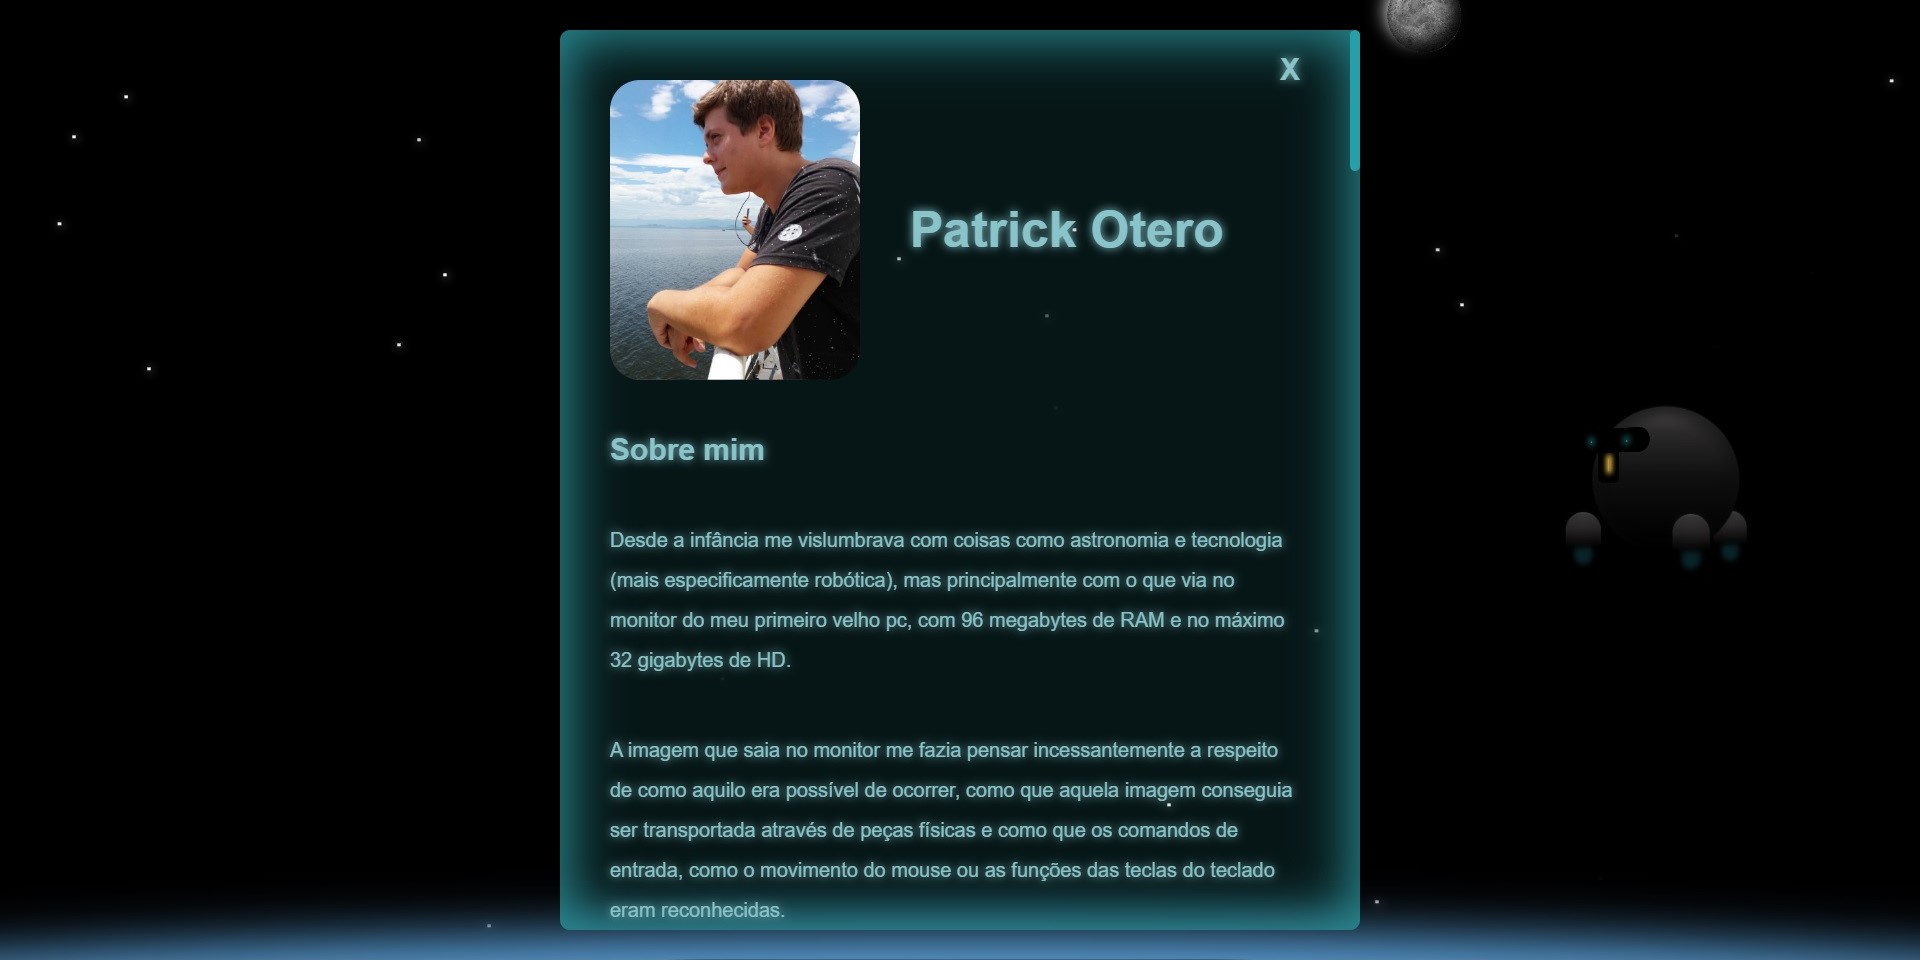 X
Patrick Otero
Sobre mim
Desde a infância me vislumbrava com coisas como astronomia e tecnologia
(mais especificamente robótica), mas principalmente com o que via no
monitor do meu primeiro velho pc, com 96 megabytes de RAM e no máximo
32 gigabytes de HD.
A imagem que saia no monitor me fazia pensar incessantemente a respeito
de como aquilo era possível de ocorrer, como que aquela imagem conseguia
ser transportada através de peças físicas e como que os comandos de
entrada, como o movimento do mouse ou as funções das teclas do teclado
eram reconhecidas.